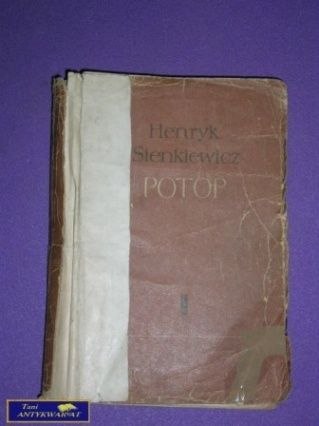 Henryk
Sienkiewicz
POTOP
I
Tani
ANTYKWARIAT